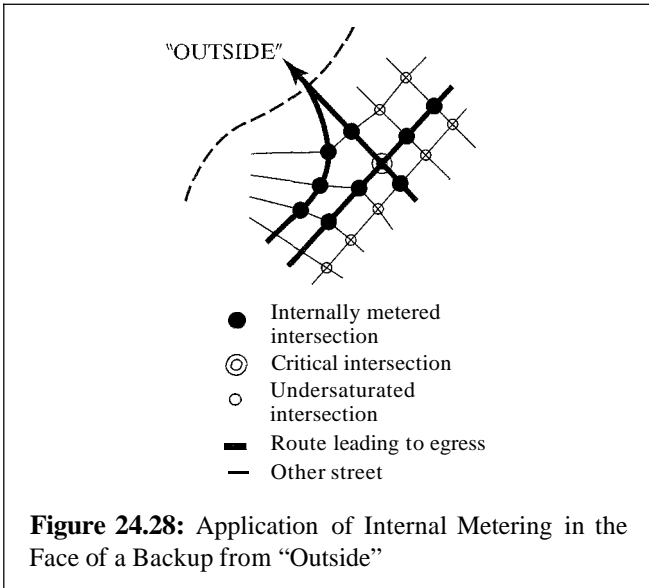 "OUTSIDE"
Internally metered
intersection
Critical intersection
Undersaturated
intersection
Route leading to egress
Other street
Figure 24.28: Application of Internal Metering in the
Face of a Backup from "Outside"